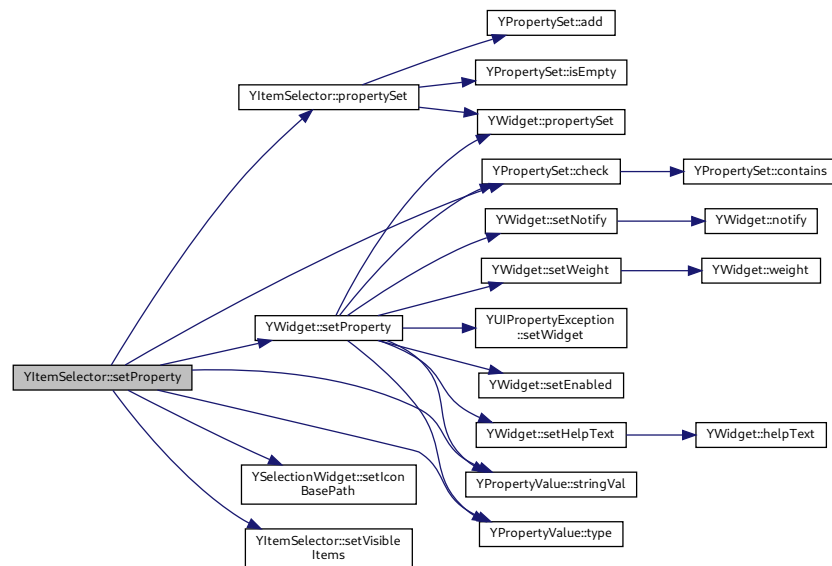 YPropertySet::add
YPropertySet::isEmpty
YItemSelector::propertySet
YWidget::propertySet
YPropertySet::check
YPropertySet::contains
YWidget::setNotify
YWidget::notify
YWidget::setWeight
YWidget::weight
YWidget::setProperty
YUIPropertyException
::setWidget
YItemSelector::setProperty
YWidget::setEnabled
YWidget::setHelpText
YWidget::helpText
YSelectionWidget::setIcon
BasePath
YPropertyValue::stringVal
YPropertyValue::type
YItemSelector::setVisible
Items